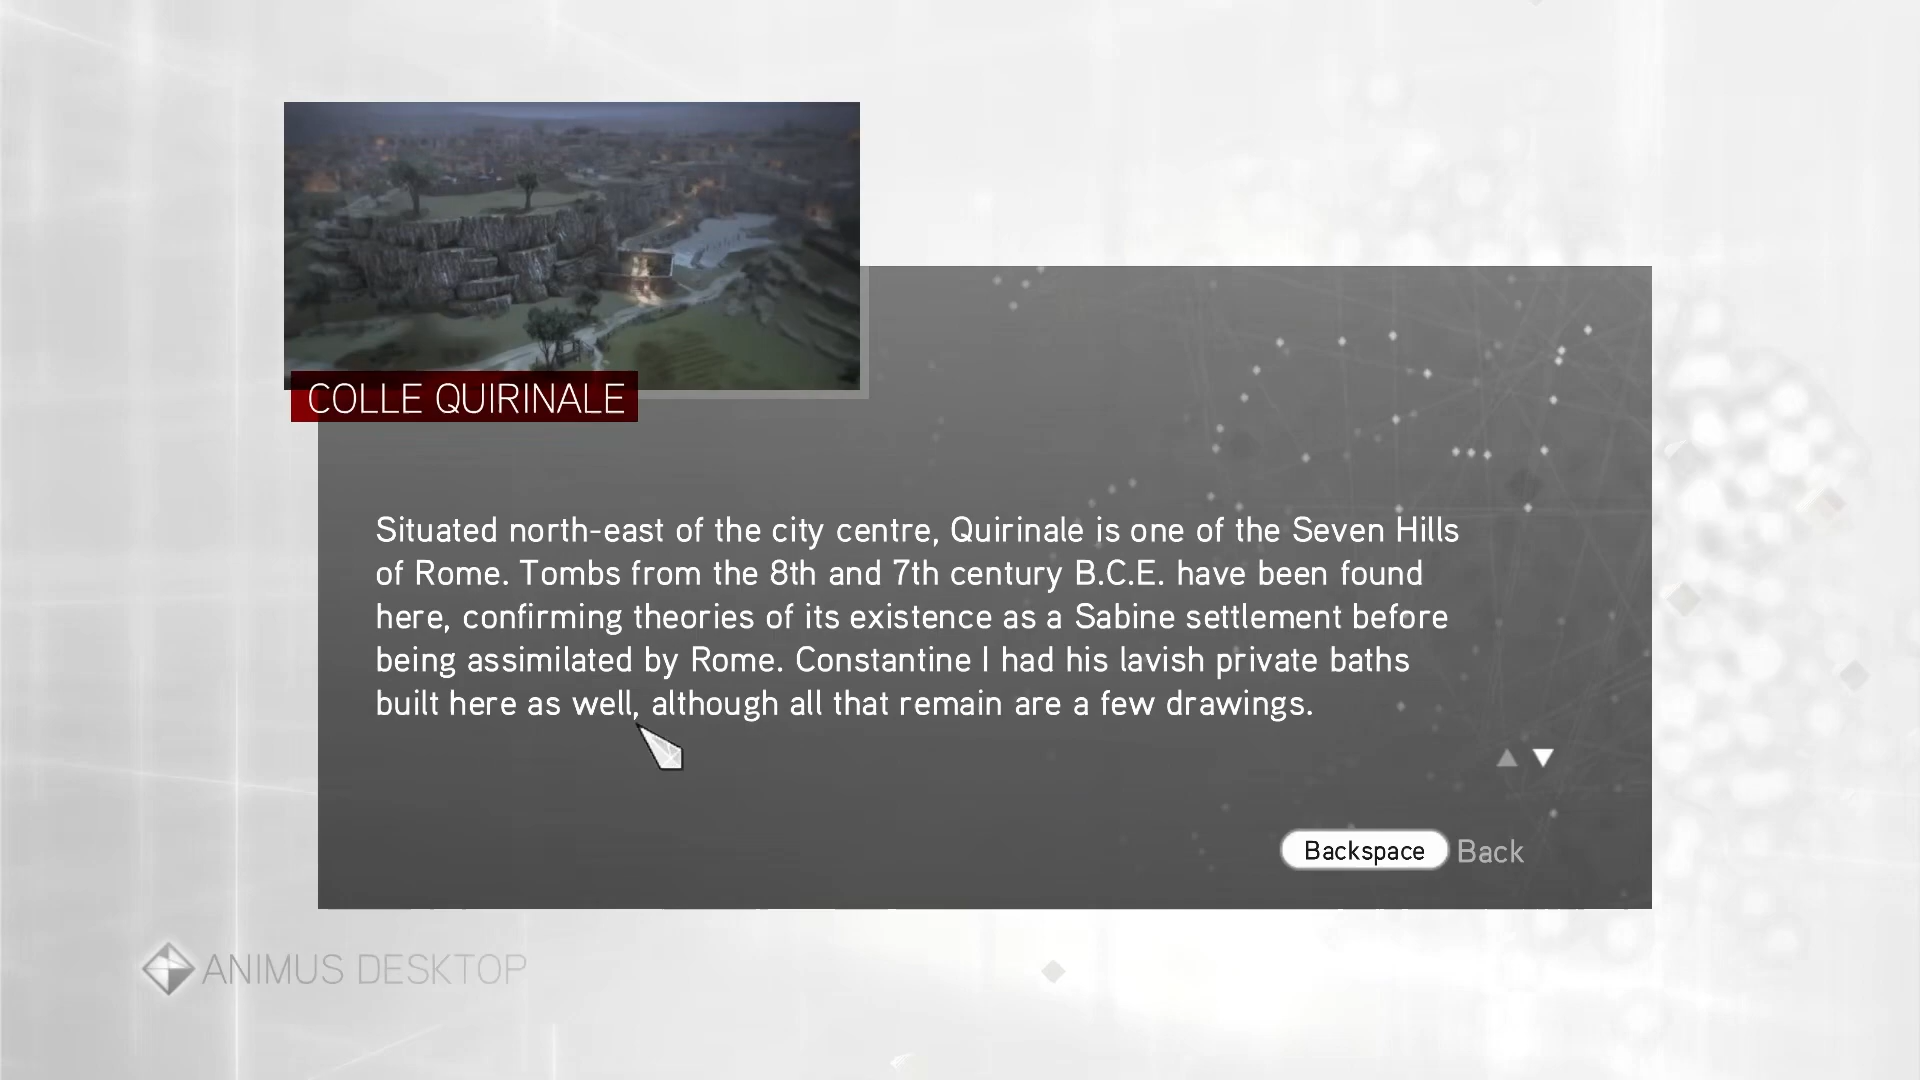 COLLE QUIRINALE
Situated north-east of the city centre, Quirinale is one of the Seven Hills
of Rome. Tombs from the 8th and 7th century B.C.E. have been found
here, confirming theories of its existence as a Sabine settlement before
being assimilated by Rome. Constantine I had his lavish private baths
built here as well, although all that remain are a few drawings.
Backspace Back
ANIMUS DESKTOP